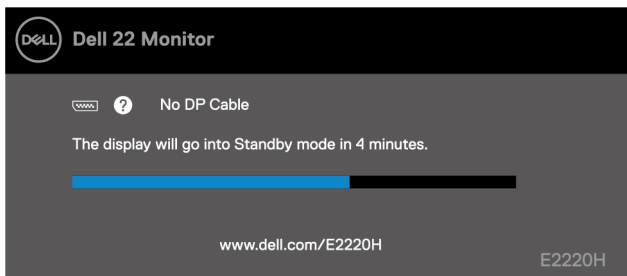 DELL Dell 22 Monitor
? No DP Cable
The display will go into Standby mode in 4 minutes.
www.dell.com/E2220H
E2220H